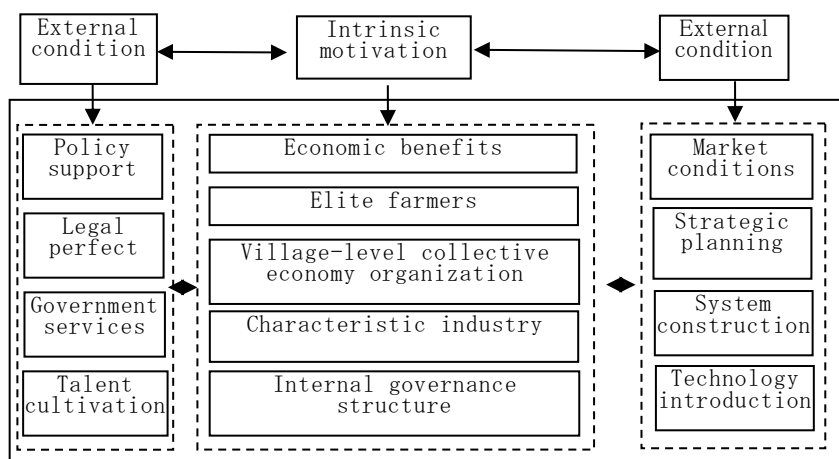 External
condition
Intrinsic
motivation
External
condition
Policy
support
Legal
perfect
Government
services
Talent
cultivation
Economic benefits
Elite farmers
Village-level collective
economy organization
Characteristic industry
Internal governance
structure
Market
conditions
Strategic
planning
System
construction
Technology
introduction